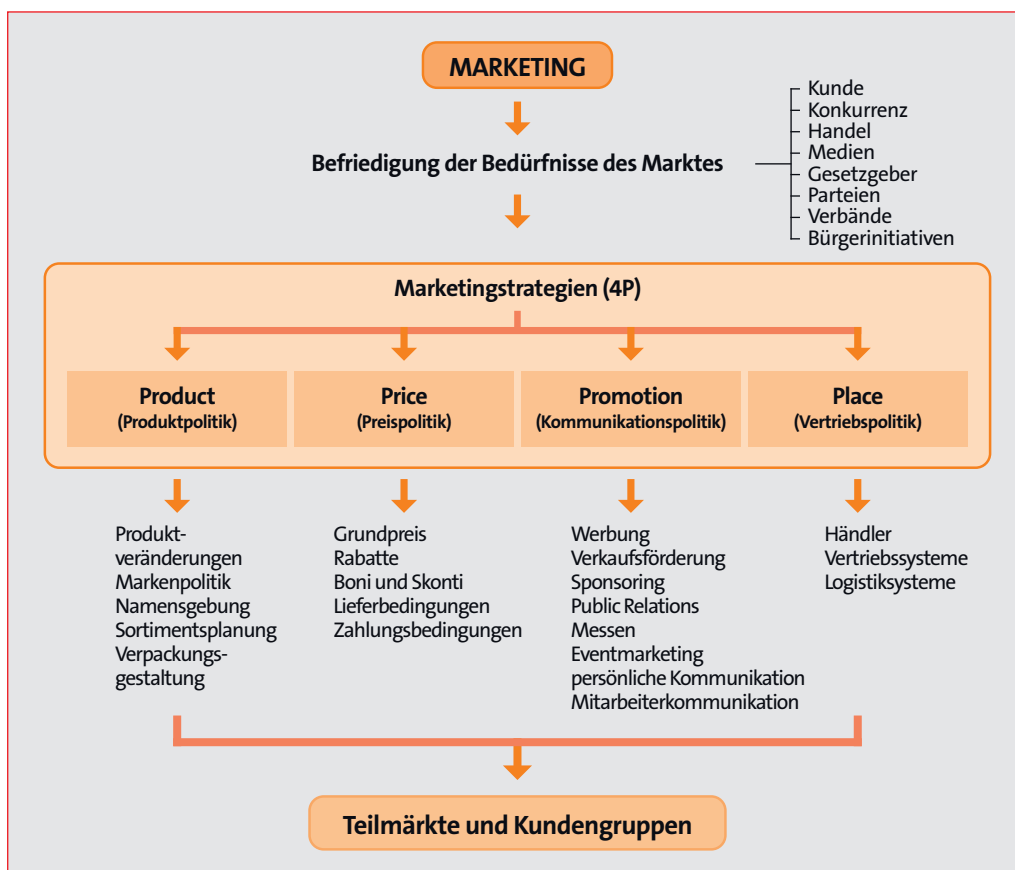 MARKETING
Befriedigung der Bedürfnisse des Marktes
Kunde
Konkurrenz
Handel
Medien
Gesetzgeber
Parteien
Verbände
Bürgerinitiativen
Marketingstrategien (4P)
Product
(Produktpolitik)
Price
(Preispolitik)
Promotion
(Kommunikationspolitik)
Place
(Vertriebspolitik)
Produkt-
veränderungen
Markenpolitik
Namensgebung
Sortimentsplanung
Verpackungs-
gestaltung
Grundpreis
Rabatte
Boni und Skonti
Lieferbedingungen
Zahlungsbedingungen
Werbung
Verkaufsförderung
Sponsoring
Public Relations
Messen
Eventmarketing
persönliche Kommunikation
Mitarbeiterkommunikation
Händler
Vertriebssysteme
Logistiksysteme
Teilmärkte und Kundengruppen